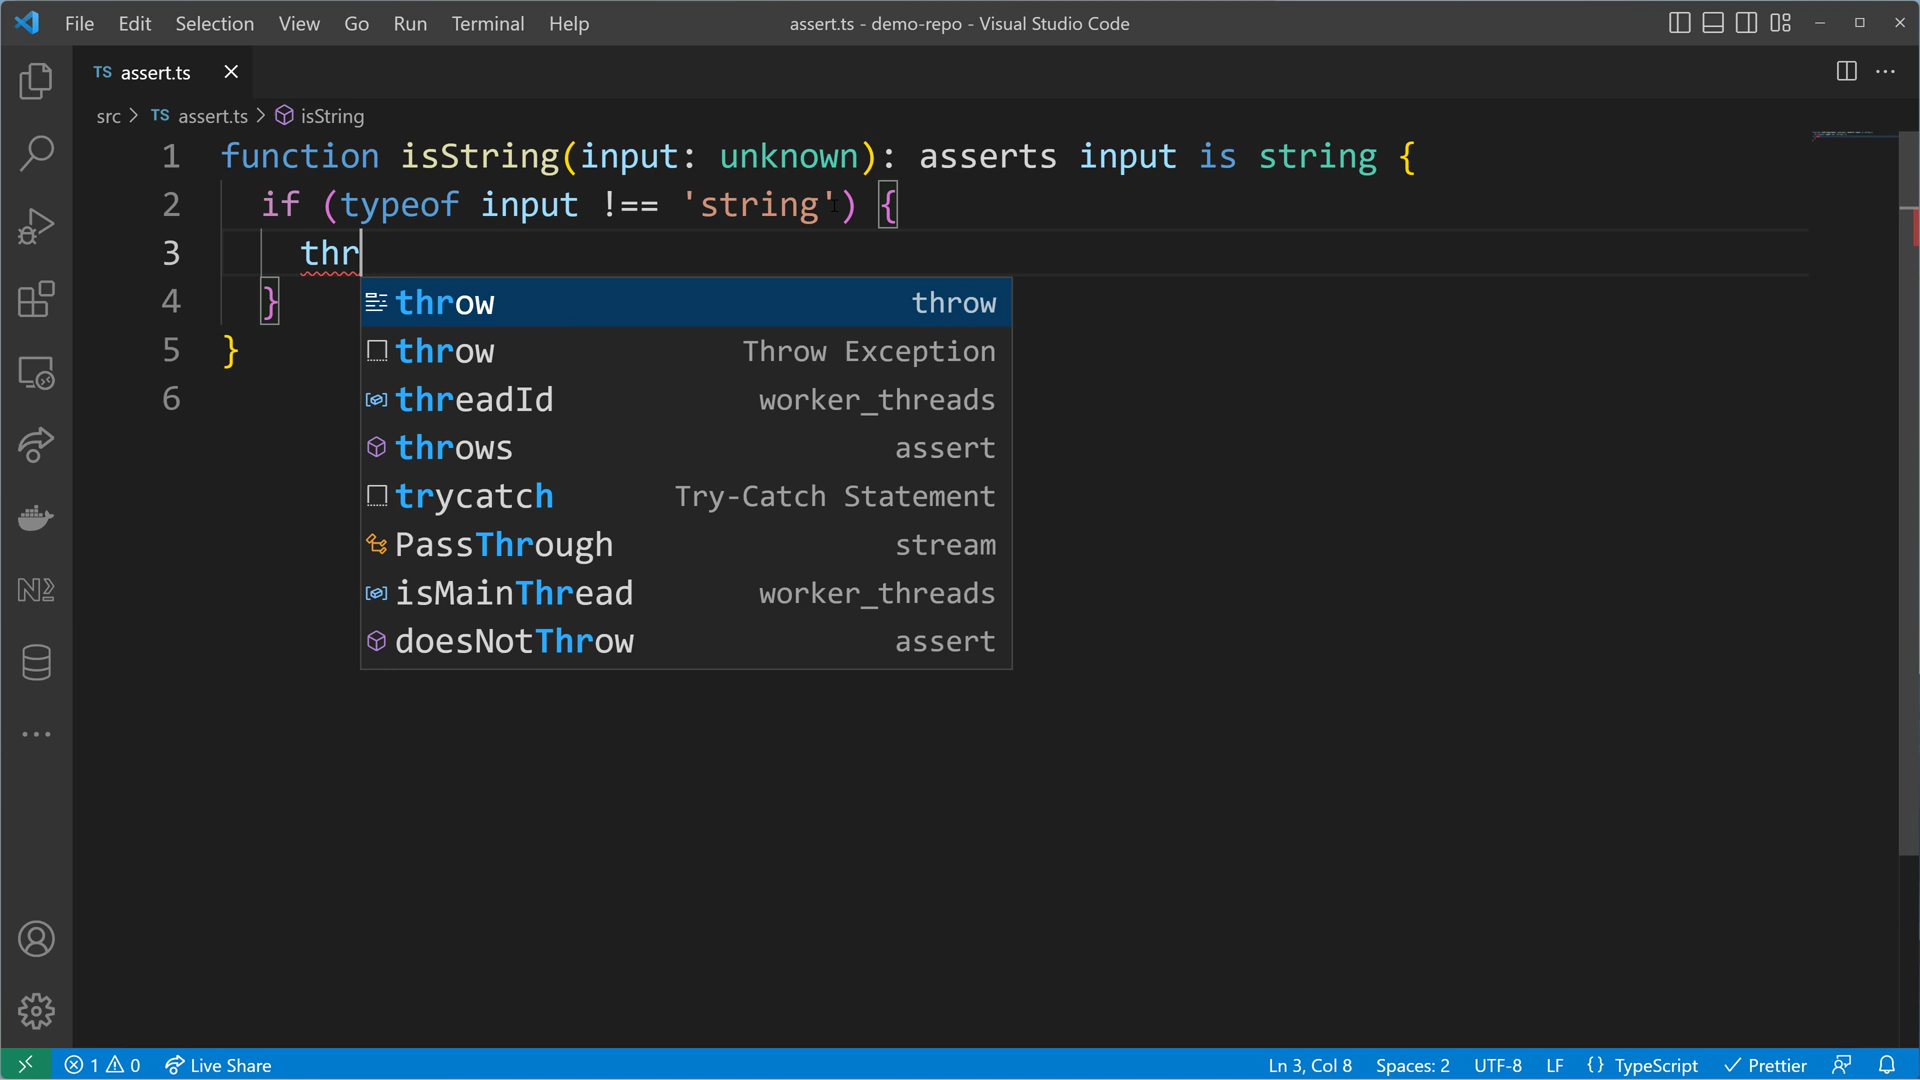 File Edit Selection View Go Run Terminal Help assert.ts - demo-repo - Visual Studio Code
TS assert.ts
src > TS assert.ts > isString
1 function isString(input: unknown): asserts input is string {
2 if (typeof input !== 'string') {
3 thr
4 }
throw throw
throw Throw Exception
5 }
threadId worker_threads
6
throws assert
trycatch Try-Catch Statement
PassThrough stream
isMainThread worker_threads
doesNotThrow assert
1 0 Live Share Ln 3, Col 8 Spaces: 2 UTF-8 LF {} TypeScript Prettier